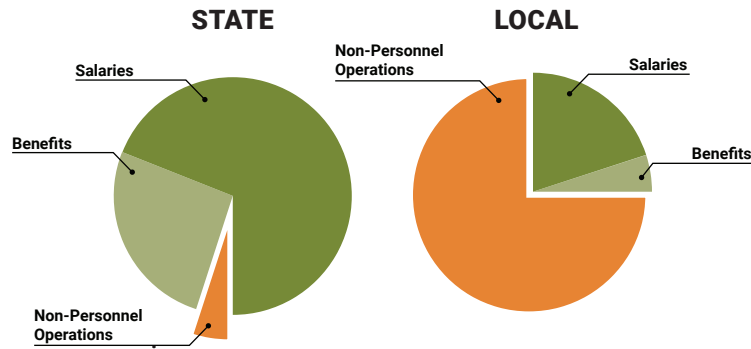 STATE
Salaries
Benefits
Non-Personnel
Operations
LOCAL
Non-Personnel
Operations
Salaries
Benefits